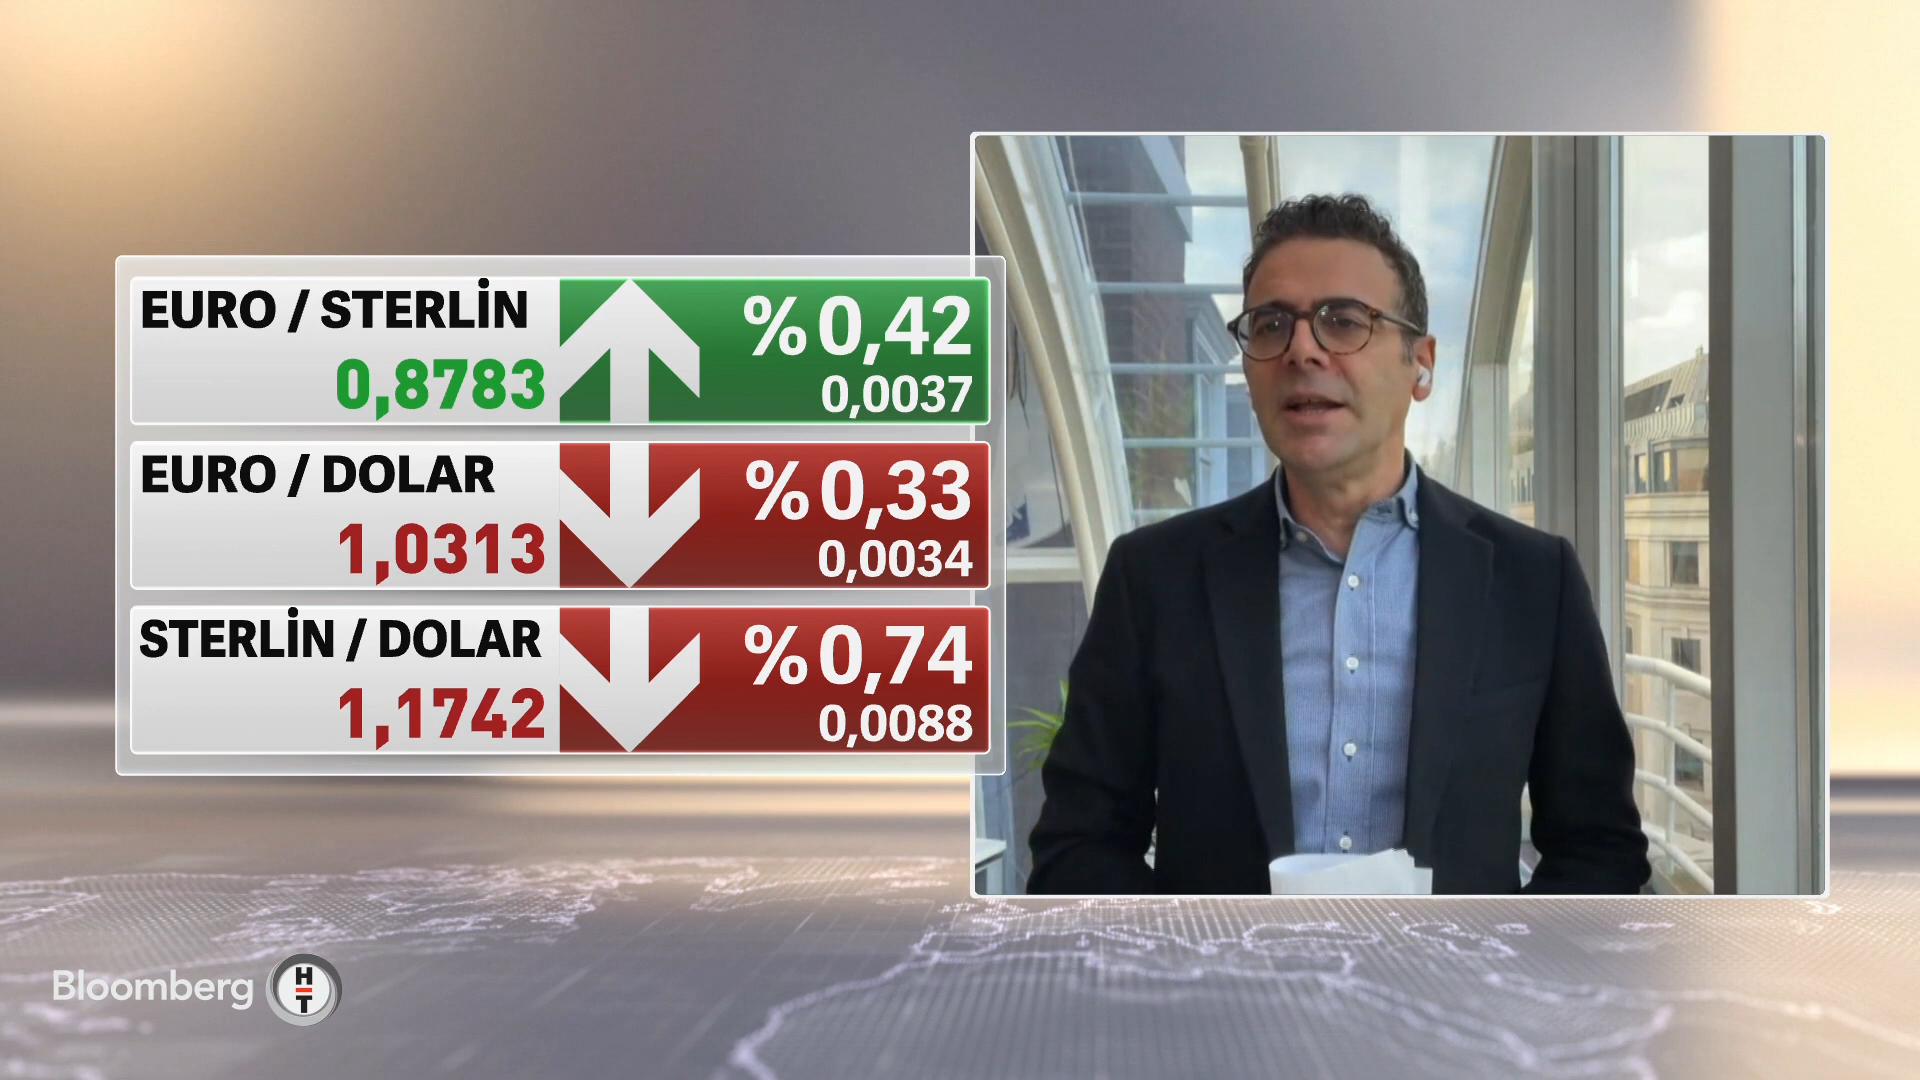 EURO / STERLİN
0,8783
%0,42
0,0037
EURO / DOLAR
1,0313
%0,33
0,0034
STERLİN / DOLAR
1,1742
%0,74
0,0088
Bloomberg HT